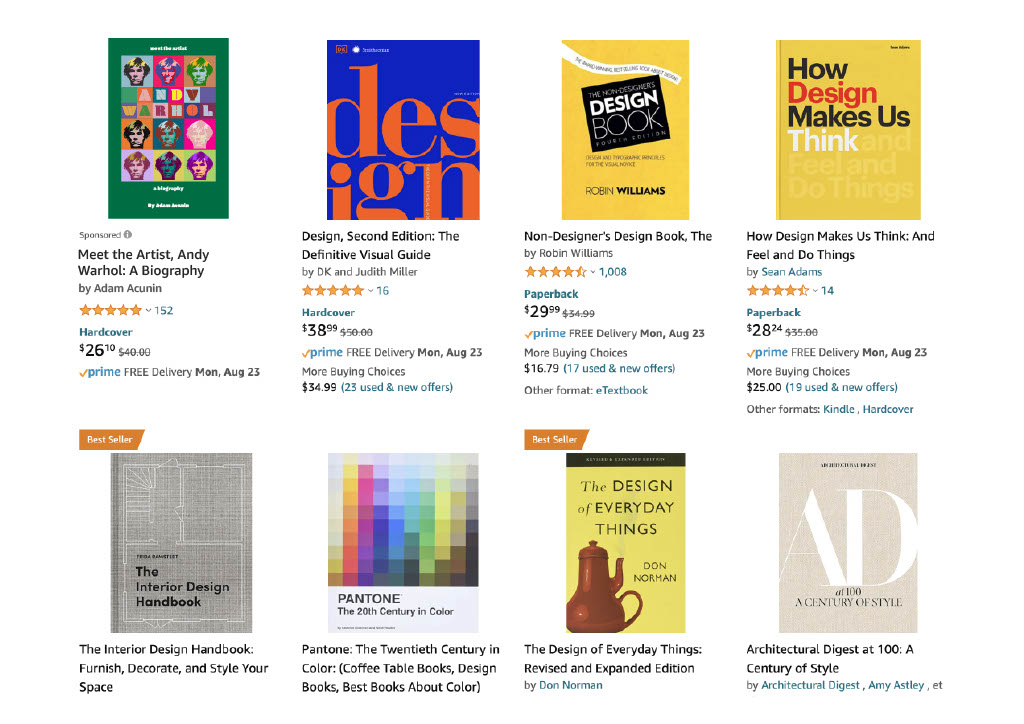 meet the artist
ANDY
WARHOL
a biography
By Adam Acunin
DK Smithsonian
des
ign
THE AWARD-WINNING, BEST SELLING BOOK ABOUT DESIGN!
THE NON-DESIGNER'S
DESIGN
BOOK
FOURTH EDITION
DESIGN AND TYPOGRAPHIC PRINCIPLES
FOR THE VISUAL NOVICE
ROBIN WILLIAMS
Sean Adams
How
Design
Makes Us
Think and
Feel and
Do Things
Sponsored
Meet the Artist, Andy
Warhol: A Biography
by Adam Acunin
152
Hardcover
$26.10 $40.00
prime FREE Delivery Mon, Aug 23
Design, Second Edition: The
Definitive Visual Guide
by DK and Judith Miller
16
Hardcover
$38.99 $50.00
prime FREE Delivery Mon, Aug 23
More Buying Choices
$34.99 (23 used & new offers)
Non-Designer's Design Book, The
by Robin Williams
1,008
Paperback
$29.99 $34.99
prime FREE Delivery Mon, Aug 23
More Buying Choices
$16.79 (17 used & new offers)
Other format: eTextbook
How Design Makes Us Think: And
Feel and Do Things
by Sean Adams
14
Paperback
$28.24 $35.00
prime FREE Delivery Mon, Aug 23
More Buying Choices
$25.00 (19 used & new offers)
Other formats: Kindle , Hardcover
Best Seller
FRIDA RAMSTEDT
The
Interior Design
Handbook
The Interior Design Handbook:
Furnish, Decorate, and Style Your
Space
PANTONE
The 20th Century in Color
Pantone: The Twentieth Century in
Color: (Coffee Table Books, Design
Books, Best Books About Color)
Best Seller
REVISED & EXPANDED EDITION
The DESIGN
of EVERYDAY
THINGS
DON
NORMAN
The Design of Everyday Things:
Revised and Expanded Edition
by Don Norman
ARCHITECTURAL DIGEST
AD
at 100
A CENTURY OF STYLE
Architectural Digest at 100: A
Century of Style
by Architectural Digest , Amy Astley , et